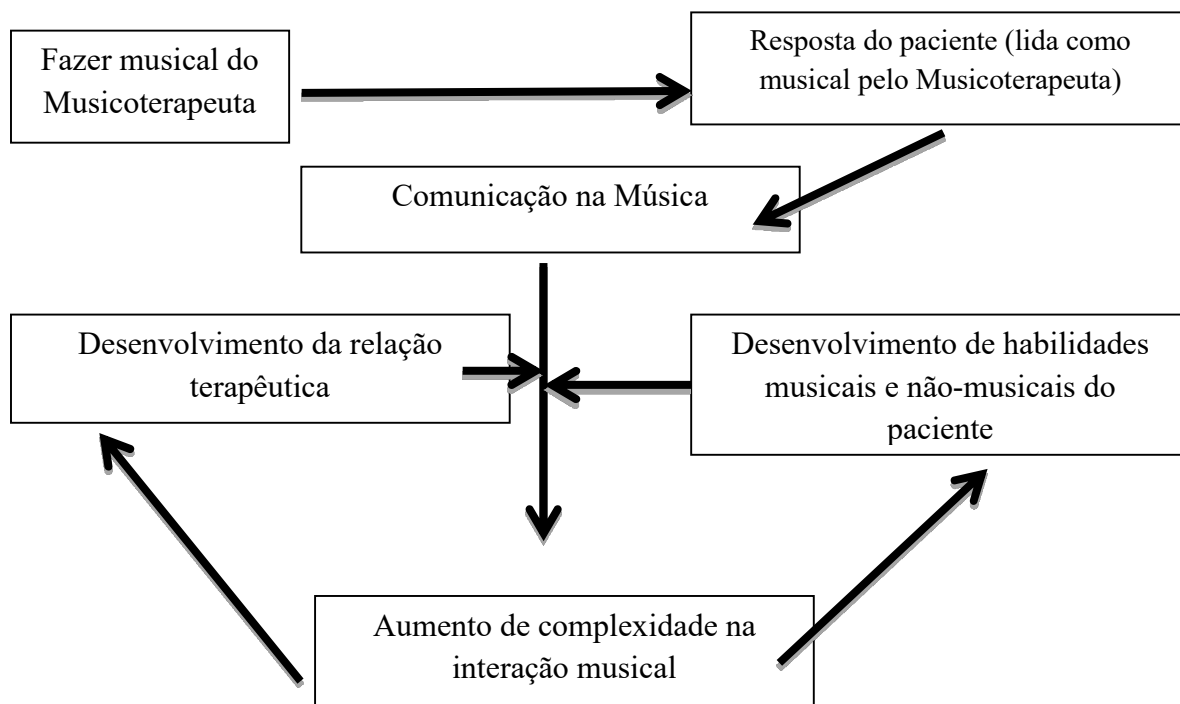 Fazer musical do
Musicoterapeuta
Resposta do paciente (lida como
musical pelo Musicoterapeuta)
Comunicação na Música
Desenvolvimento da relação
terapêutica
Desenvolvimento de habilidades
musicais e não-musicais do
paciente
Aumento de complexidade na
interação musical